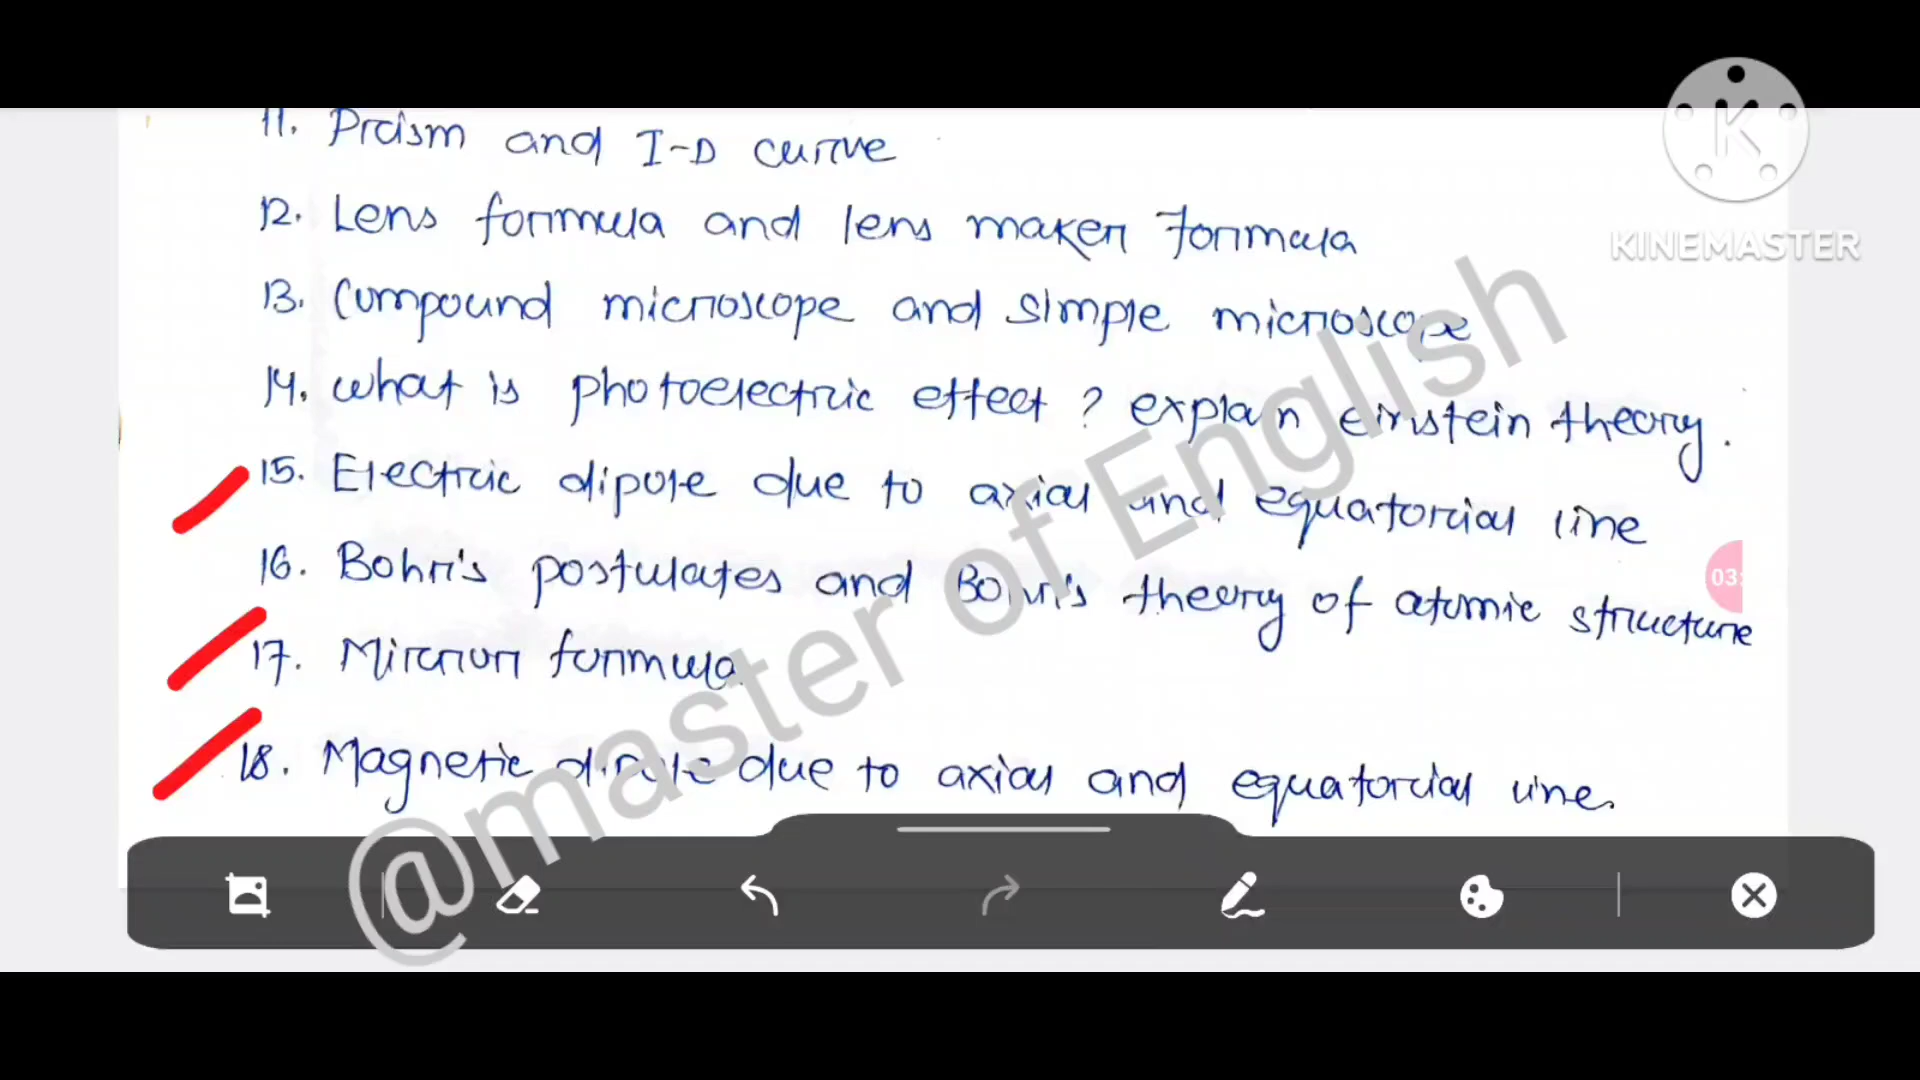 11. Prism and I-D curve
KINEMASTER
12. Lens formula and lens maker formula
13. Compound microscope and simple microscope
14. what is photoelectric effect ? explain einstein theory.
15. Electric dipole due to axial and equatorial line
16. Bohr's postulates and Bohr's theory of atomic structure
03:
17. Mirror formula
18. Magnetic dipole due to axial and equatorial line.
@master of English